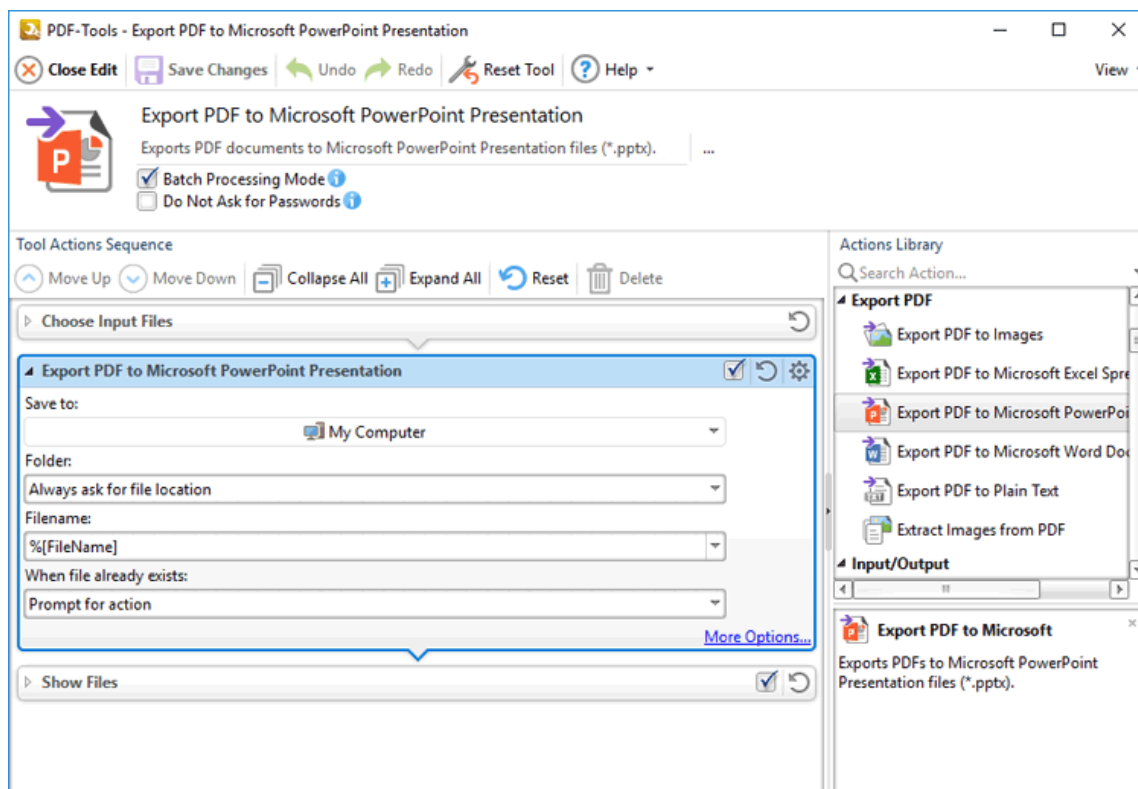 PDF-Tools - Export PDF to Microsoft PowerPoint Presentation
Close Edit Save Changes Undo Redo Reset Tool Help View
Export PDF to Microsoft PowerPoint Presentation
Exports PDF documents to Microsoft PowerPoint Presentation files (*.pptx). ...
Batch Processing Mode
Do Not Ask for Passwords
Tool Actions Sequence
Move Up Move Down Collapse All Expand All Reset Delete
Choose Input Files
Export PDF to Microsoft PowerPoint Presentation
Save to:
My Computer
Folder:
Always ask for file location
Filename:
%[FileName]
When file already exists:
Prompt for action
More Options...
Show Files
Actions Library
Search Action...
Export PDF
Export PDF to Images
Export PDF to Microsoft Excel Spre
Export PDF to Microsoft PowerPoi
Export PDF to Microsoft Word Doc
Export PDF to Plain Text
Extract Images from PDF
Input/Output
Export PDF to Microsoft
Exports PDFs to Microsoft PowerPoint
Presentation files (*.pptx).